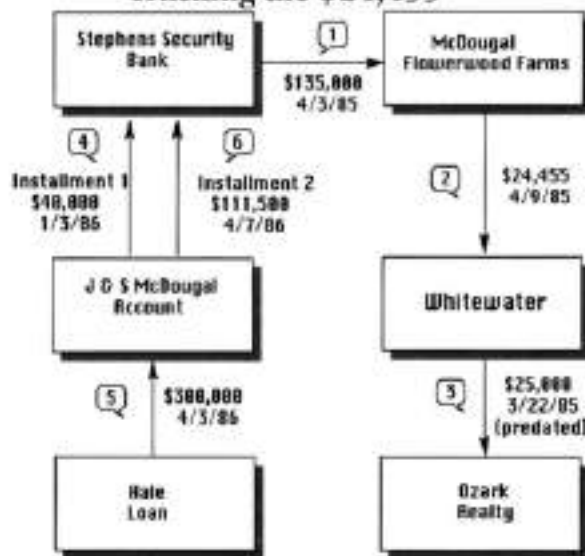 Stephens Security
Bank
1
$135,000
4/3/85
McDougal
Flowerwood Farms
4
Installment 1
$40,000
1/3/86
6
Installment 2
$111,500
4/7/86
2
$24,455
4/9/85
J & S McDougal
Account
Whitewater
5
$300,000
4/3/86
3
$25,000
3/22/85
(predated)
Hale
Loan
Ozark
Realty